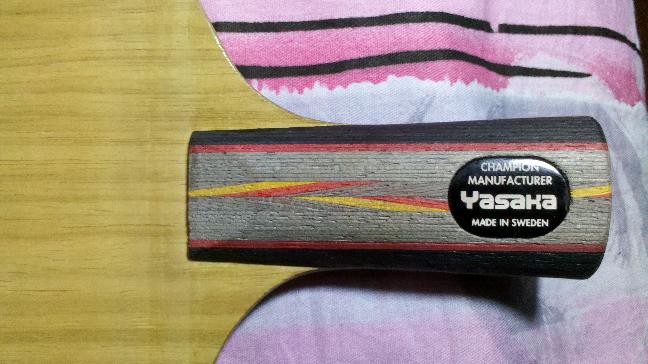 CHAMPION
MANUFACTURER
Yasaka
MADE IN SWEDEN